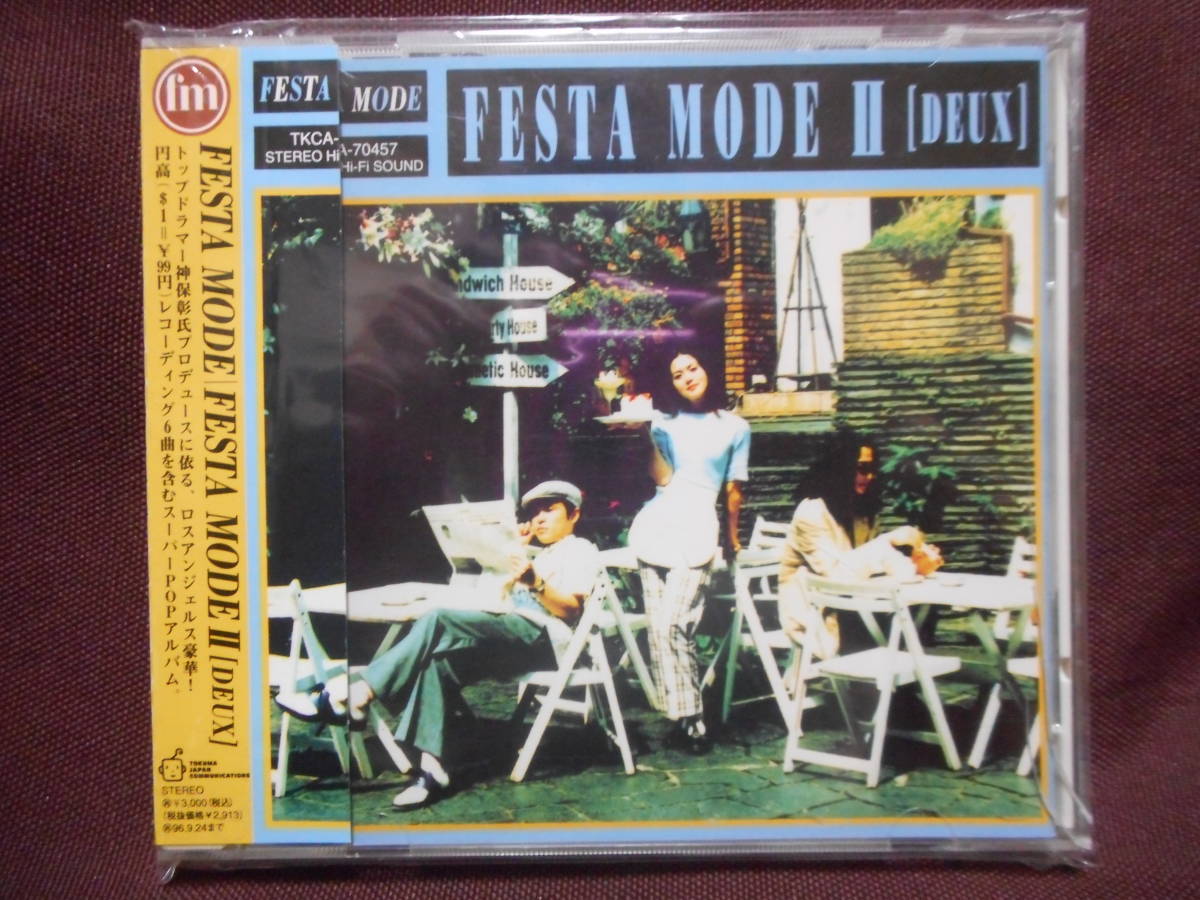 fm
FESTA MODE | FESTA MODE II [DEUX]
トップドラマー神保彰氏プロデュースに依る、ロスアンジェルス豪華!
円高($1=¥99円)レコーディング6曲を含むスーパーPOPアルバム。
TOKUMA
JAPAN
COMMUNICATIONS
STEREO
¥3,000(税込)
(税抜価格¥2,913)
96.9.24まで
FESTA MODE
TKCA-A-70457
STEREO Hi Hi-Fi SOUND
FESTA MODE II [DEUX]
ndwich House
rty House
etic House